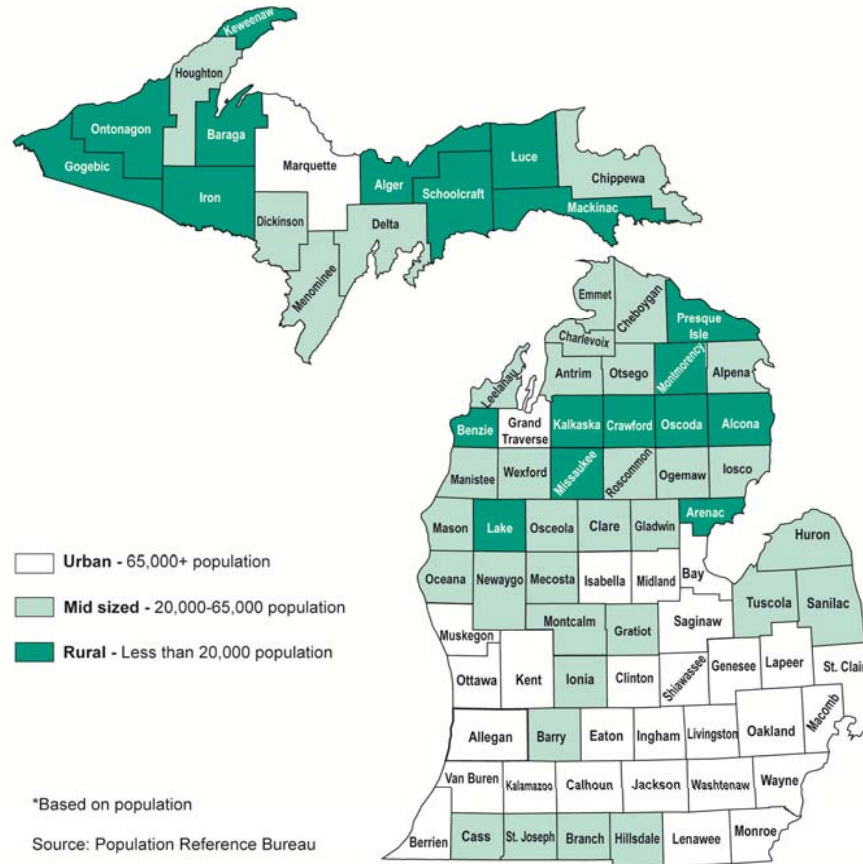 Keweenaw
Houghton
Ontonagon
Baraga
Gogebic
Marquette
Iron
Alger
Luce
Schoolcraft
Chippewa
Mackinac
Dickinson
Delta
Menominee
Emmet
Cheboygan
Presque
Isle
Charlevoix
Antrim
Otsego
Montmorency
Alpena
Leelanau
Benzie
Grand
Traverse
Kalkaska
Crawford
Oscoda
Alcona
Manistee
Wexford
Missaukee
Roscommon
Ogemaw
Iosco
Mason
Lake
Osceola
Clare
Gladwin
Arenac
Huron
Urban - 65,000+ population
Oceana
Newaygo
Mecosta
Isabella
Midland
Bay
Mid sized - 20,000-65,000 population
Tuscola
Sanilac
Montcalm
Gratiot
Saginaw
Muskegon
Rural - Less than 20,000 population
Ottawa
Kent
Ionia
Clinton
Shiawassee
Genesee
Lapeer
St. Clair
Allegan
Barry
Eaton
Ingham
Livingston
Oakland
Macomb
Van Buren
Kalamazoo
Calhoun
Jackson
Washtenaw
Wayne
*Based on population
Berrien
Cass
St. Joseph
Branch
Hillsdale
Lenawee
Monroe
Source: Population Reference Bureau